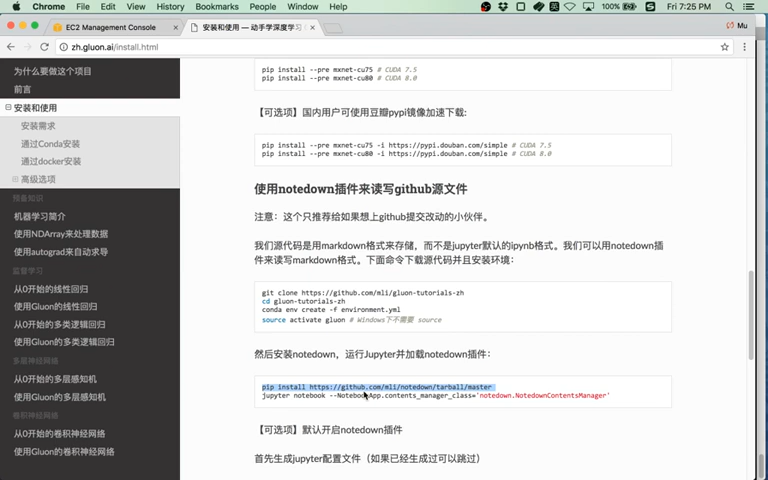 Chrome File Edit View History Bookmarks People Window Help 100% Fri 7:25 PM
EC2 Management Console
安装和使用 — 动手学深度学习
Mu
zh.gluon.ai/install.html
为什么要做这个项目
前言
安装和使用
安装需求
通过Conda安装
通过docker安装
高级选项
预备知识
机器学习简介
使用NDArray来处理数据
使用autograd来自动求导
监督学习
从0开始的线性回归
使用Gluon的线性回归
从0开始的多类逻辑回归
使用Gluon的多类逻辑回归
多层神经网络
从0开始的多层感知机
使用Gluon的多层感知机
卷积神经网络
从0开始的卷积神经网络
使用Gluon的卷积神经网络
pip install --pre mxnet-cu75 # CUDA 7.5
pip install --pre mxnet-cu80 # CUDA 8.0
【可选项】国内用户可使用豆瓣pypi镜像加速下载:
pip install --pre mxnet-cu75 -i https://pypi.douban.com/simple # CUDA 7.5
pip install --pre mxnet-cu80 -i https://pypi.douban.com/simple # CUDA 8.0
使用notedown插件来读写github源文件
注意：这个只推荐给如果想上github提交改动的小伙伴。
我们源代码是用markdown格式来存储，而不是jupyter默认的ipynb格式。我们可以用notedown插
件来读写markdown格式。下面命令下载源代码并且安装环境：
git clone https://github.com/mli/gluon-tutorials-zh
cd gluon-tutorials-zh
conda env create -f environment.yml
source activate gluon # Windows下不需要 source
然后安装notedown，运行Jupyter并加载notedown插件：
pip install https://github.com/mli/notedown/tarball/master
jupyter notebook --NotebookApp.contents_manager_class='notedown.NotedownContentsManager'
【可选项】默认开启notedown插件
首先生成jupyter配置文件（如果已经生成过可以跳过）